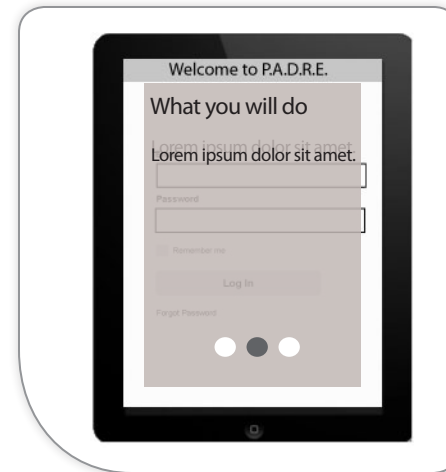 Welcome to P.A.D.R.E.
What you will do
Lorem ipsum dolor sit amet.
Lorem ipsum dolor sit amet.
Password
Remember me
Log In
Forgot Password